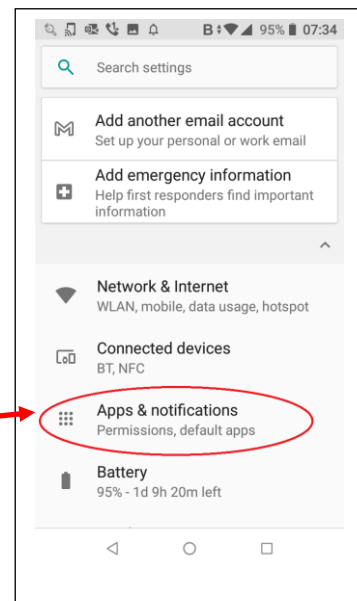 B 95% 07:34
Search settings
Add another email account
Set up your personal or work email
Add emergency information
Help first responders find important
information
Network & Internet
WLAN, mobile, data usage, hotspot
Connected devices
BT, NFC
Apps & notifications
Permissions, default apps
Battery
95% - 1d 9h 20m left